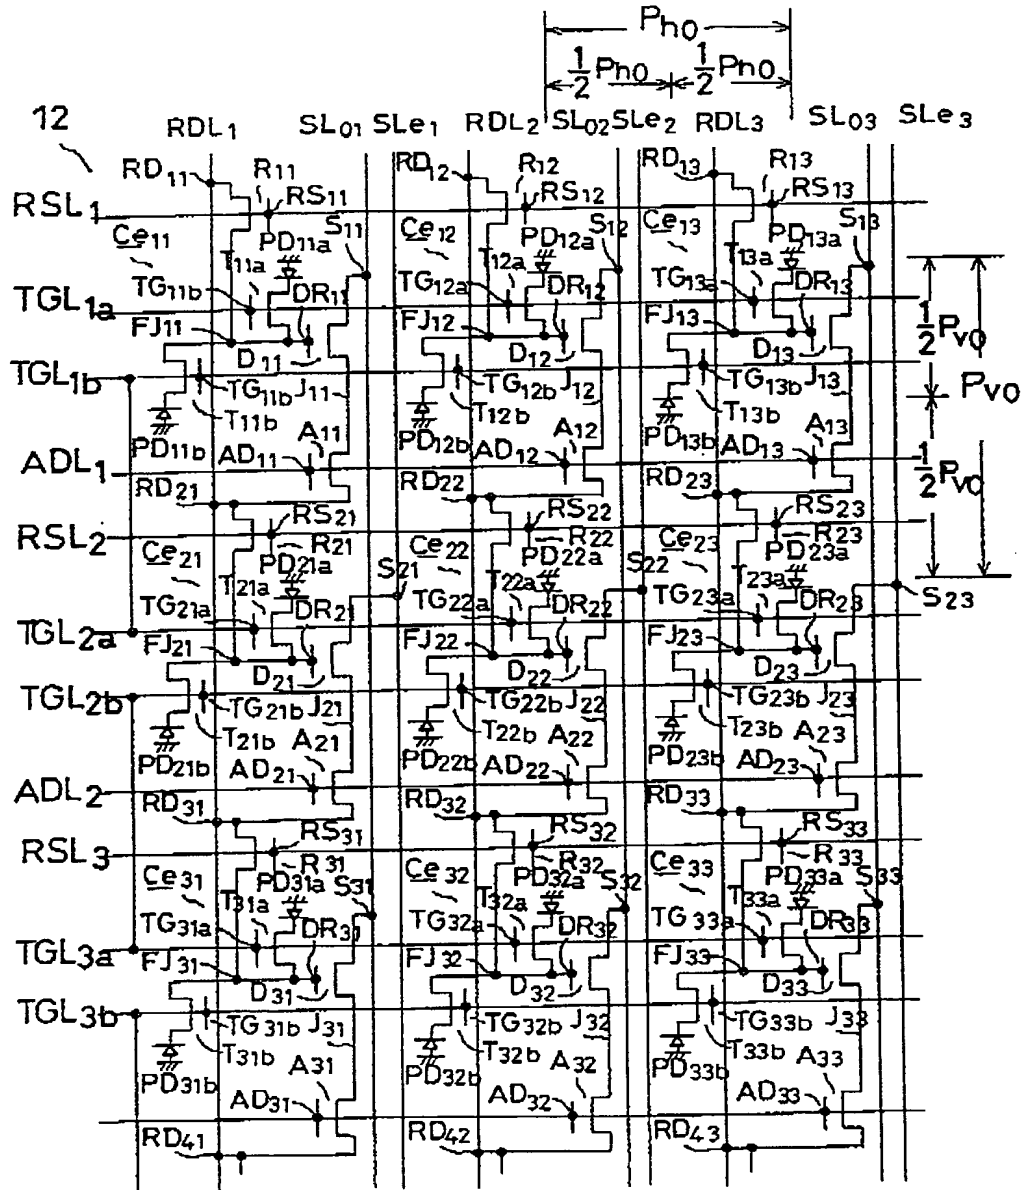 Ph0
1/2 Ph0 1/2 Ph0
12
RDL1 SL01 SLe1 RDL2 SL02 SLe2 RDL3 SL03 SLe3
RD11 R11 RS11 RD12 R12 RS12 RD13 R13 RS13
RSL1
Ce11 PD11a S11 Ce12 PD12a S12 Ce13 PD13a S13
T11a T12a T13a
TG11b DR11 TG12a DR12 TG13a DR13
TGL1a
FJ11 FJ12 FJ13
1/2 Pv0
D11 D12 D13
TGL1b
TG11b J11 TG12b J12 TG13b J13
Pv0
T11b T12b T13b
PD11b A11 PD12b A12 PD13b A13
ADL1 AD11 AD12 AD13
1/2 Pv0
RD21 RD22 RD23
RSL2 RS21 RS22 RS23
Ce21 R21 Ce22 R22 Ce23 R23
PD21a PD22a PD23a
T21a S21 T22a S22 T23a S23
TG21a DR21 TG22a DR22 TG23a DR23
TGL2a
FJ21 FJ22 FJ23
D21 D22 D23
TGL2b
TG21b J21 TG22b J22 TG23b J23
T21b A21 T22b A22 T23b A23
PD21b PD22b PD23b
ADL2 AD21 AD22 AD23
RD31 RD32 RD33
RSL3 RS31 RS32 RS33
Ce31 R31 Ce32 R32 Ce33 R33
PD31a PD32a PD33a
T31a S31 T32a S32 T33a S33
TG31a DR31 TG32a DR32 TG33a DR33
TGL3a
FJ31 FJ32 FJ33
D31 D32 D33
TGL3b
TG31b J31 TG32b J32 TG33b J33
T31b T32b T33b
PD31b A31 PD32b A32 PD33b A33
AD31 AD32 AD33
RD41 RD42 RD43